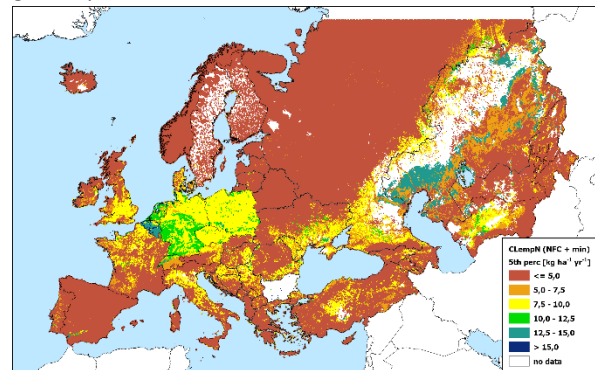 CLempN (NFC + min)
5th perc [kg ha⁻¹ yr⁻¹]
<= 5,0
5,0 - 7,5
7,5 - 10,0
10,0 - 12,5
12,5 - 15,0
> 15,0
no data